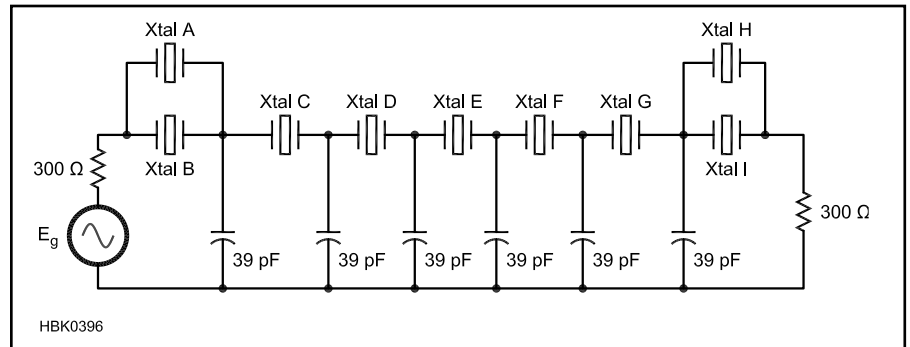 Xtal A
Xtal H
Xtal C
Xtal D
Xtal E
Xtal F
Xtal G
Xtal B
Xtal I
300 Ω
300 Ω
Eg
39 pF
39 pF
39 pF
39 pF
39 pF
39 pF
HBK0396